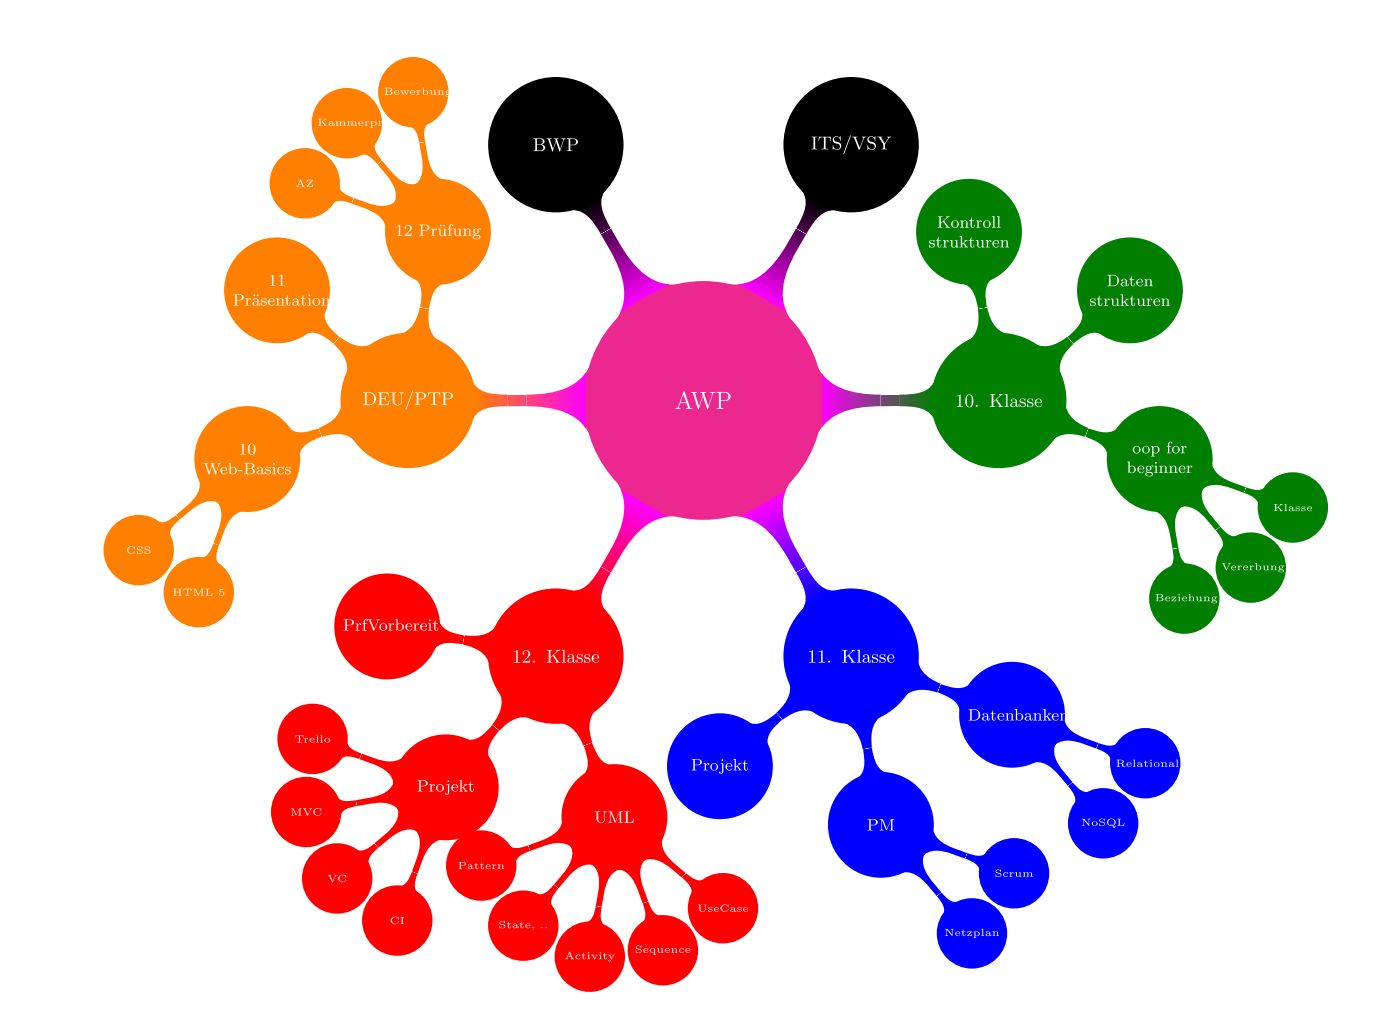 Bewerbung
Kammerpr
AZ
12 Prüfung
11
Präsentation
DEU/PTP
10
Web-Basics
CSS
HTML 5
BWP
ITS/VSY
AWP
Kontroll
strukturen
Daten
strukturen
10. Klasse
oop for
beginner
Klasse
Vererbung
Beziehung
12. Klasse
PrfVorbereit
Projekt
Trello
MVC
VC
CI
UML
Pattern
State, ..
Activity
Sequence
UseCase
11. Klasse
Projekt
PM
Scrum
Netzplan
Datenbanken
Relational
NoSQL